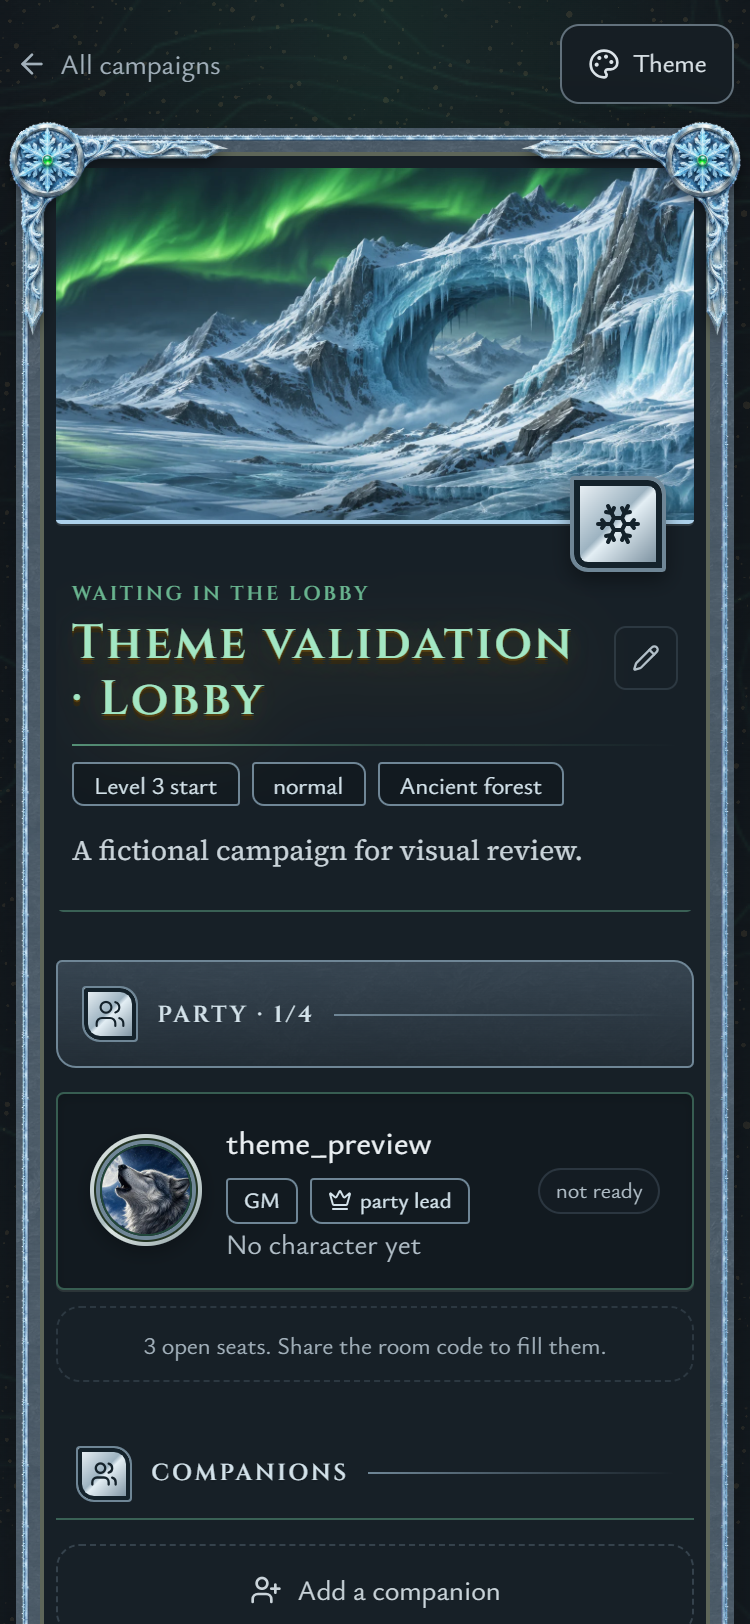 All campaigns
Theme
WAITING IN THE LOBBY
THEME VALIDATION
· LOBBY
Level 3 start
normal
Ancient forest
A fictional campaign for visual review.
PARTY · 1/4
theme_preview
GM
party lead
not ready
No character yet
3 open seats. Share the room code to fill them.
COMPANIONS
Add a companion